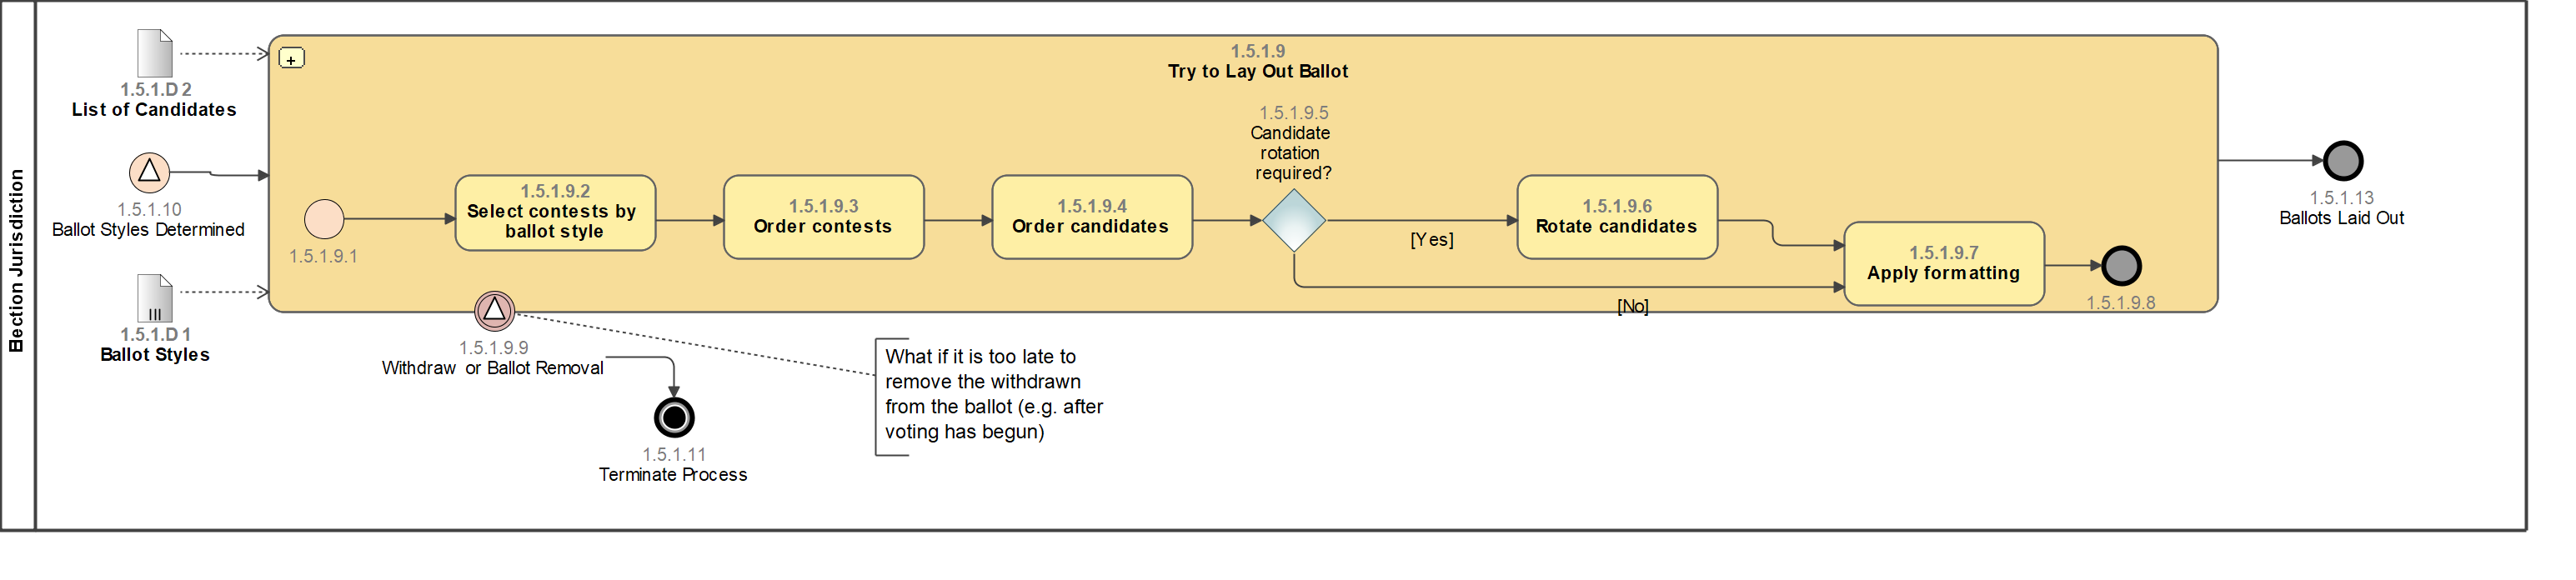 Election Jurisdiction
1.5.1.D 2
List of Candidates
1.5.1.10
Ballot Styles Determined
1.5.1.D 1
Ballot Styles
1.5.1.9
Try to Lay Out Ballot
1.5.1.9.1
1.5.1.9.2
Select contests by
ballot style
1.5.1.9.3
Order contests
1.5.1.9.4
Order candidates
1.5.1.9.5
Candidate
rotation
required?
[Yes]
[No]
1.5.1.9.6
Rotate candidates
1.5.1.9.7
Apply formatting
1.5.1.9.8
1.5.1.9.9
Withdraw or Ballot Removal
1.5.1.11
Terminate Process
What if it is too late to
remove the withdrawn
from the ballot (e.g. after
voting has begun)
1.5.1.13
Ballots Laid Out